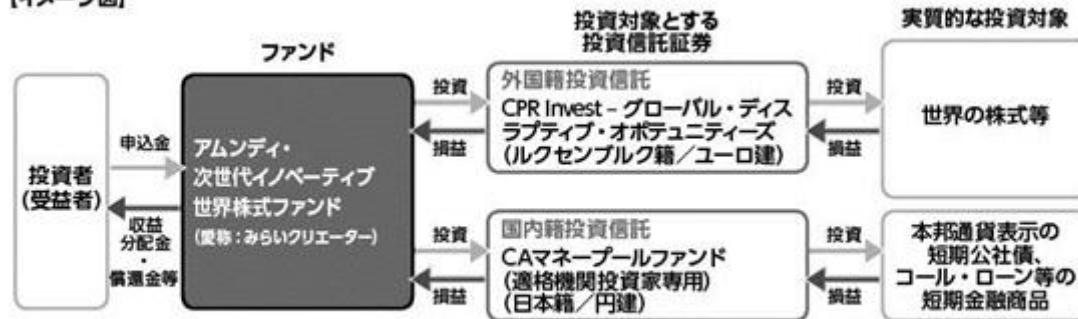 [イメージ図]
投資対象とする
投資信託証券
実質的な投資対象
ファンド
投資者
(受益者)
申込金
収益
分配金
・
償還金等
アムンディ・
次世代イノベーティブ
世界株式ファンド
(愛称:みらいクリエーター)
投資
損益
外国籍投資信託
CPR Invest – グローバル・ディス
ラプティブ・オポテュニティーズ
(ルクセンブルク籍/ユーロ建)
投資
損益
世界の株式等
投資
損益
国内籍投資信託
CAマネープールファンド
(適格機関投資家専用)
(日本籍/円建)
投資
損益
本邦通貨表示の
短期公社債、
コール・ローン等の
短期金融商品